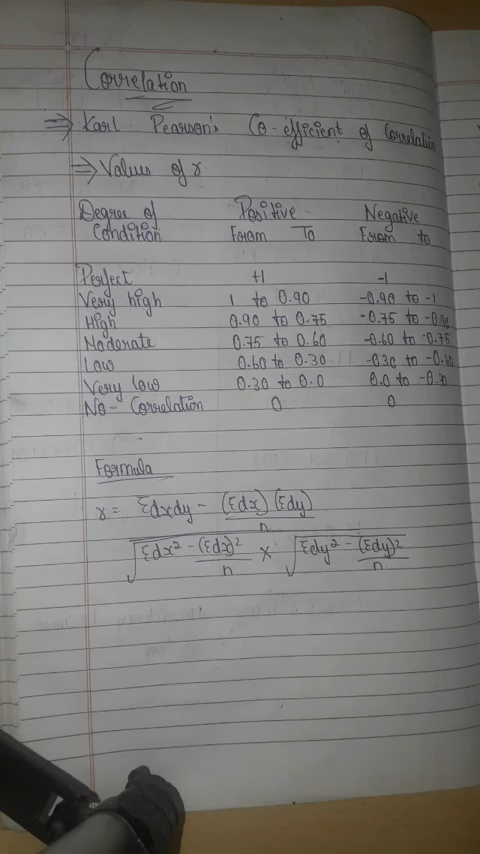 Correlation
⇒ Karl Pearson's Co-efficient of Correlation
⇒ Values of r
Degree of Condition Positive From To Negative From to
Perfect +1 -1
Very high 1 to 0.90 -0.90 to -1
High 0.90 to 0.75 -0.75 to -0.90
Moderate 0.75 to 0.60 -0.60 to -0.75
Low 0.60 to 0.30 -0.30 to -0.60
Very low 0.30 to 0.0 0.0 to -0.30
No-Correlation 0 0
Formula
r = Σdxdy - (Σdx)(Σdy)
n
√Σdx² - (Σdx)² × √Σdy² - (Σdy)²
n n